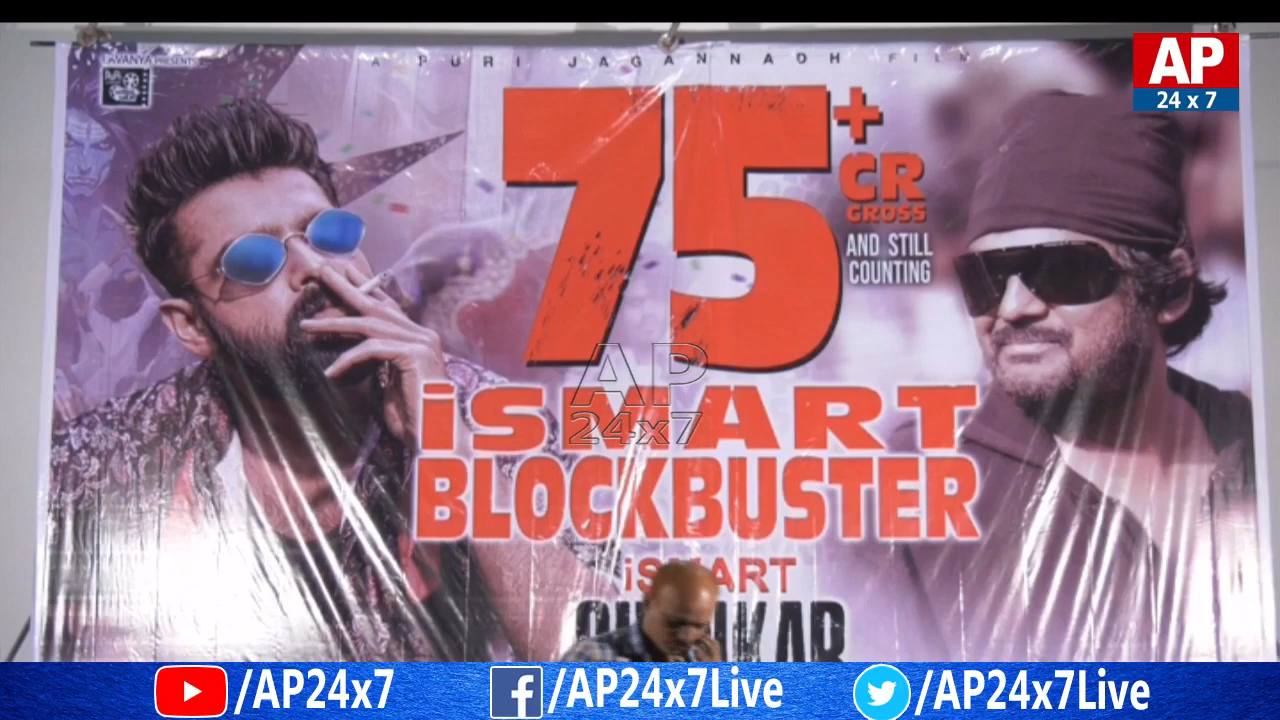 LAVANYA PRESENTS
A PURI JAGANNADH FILM
AP
24 x 7
75+
CR
GROSS
AND STILL
COUNTING
AP
24x7
iSMART
BLOCKBUSTER
iSMART
/AP24x7
/AP24x7Live
/AP24x7Live